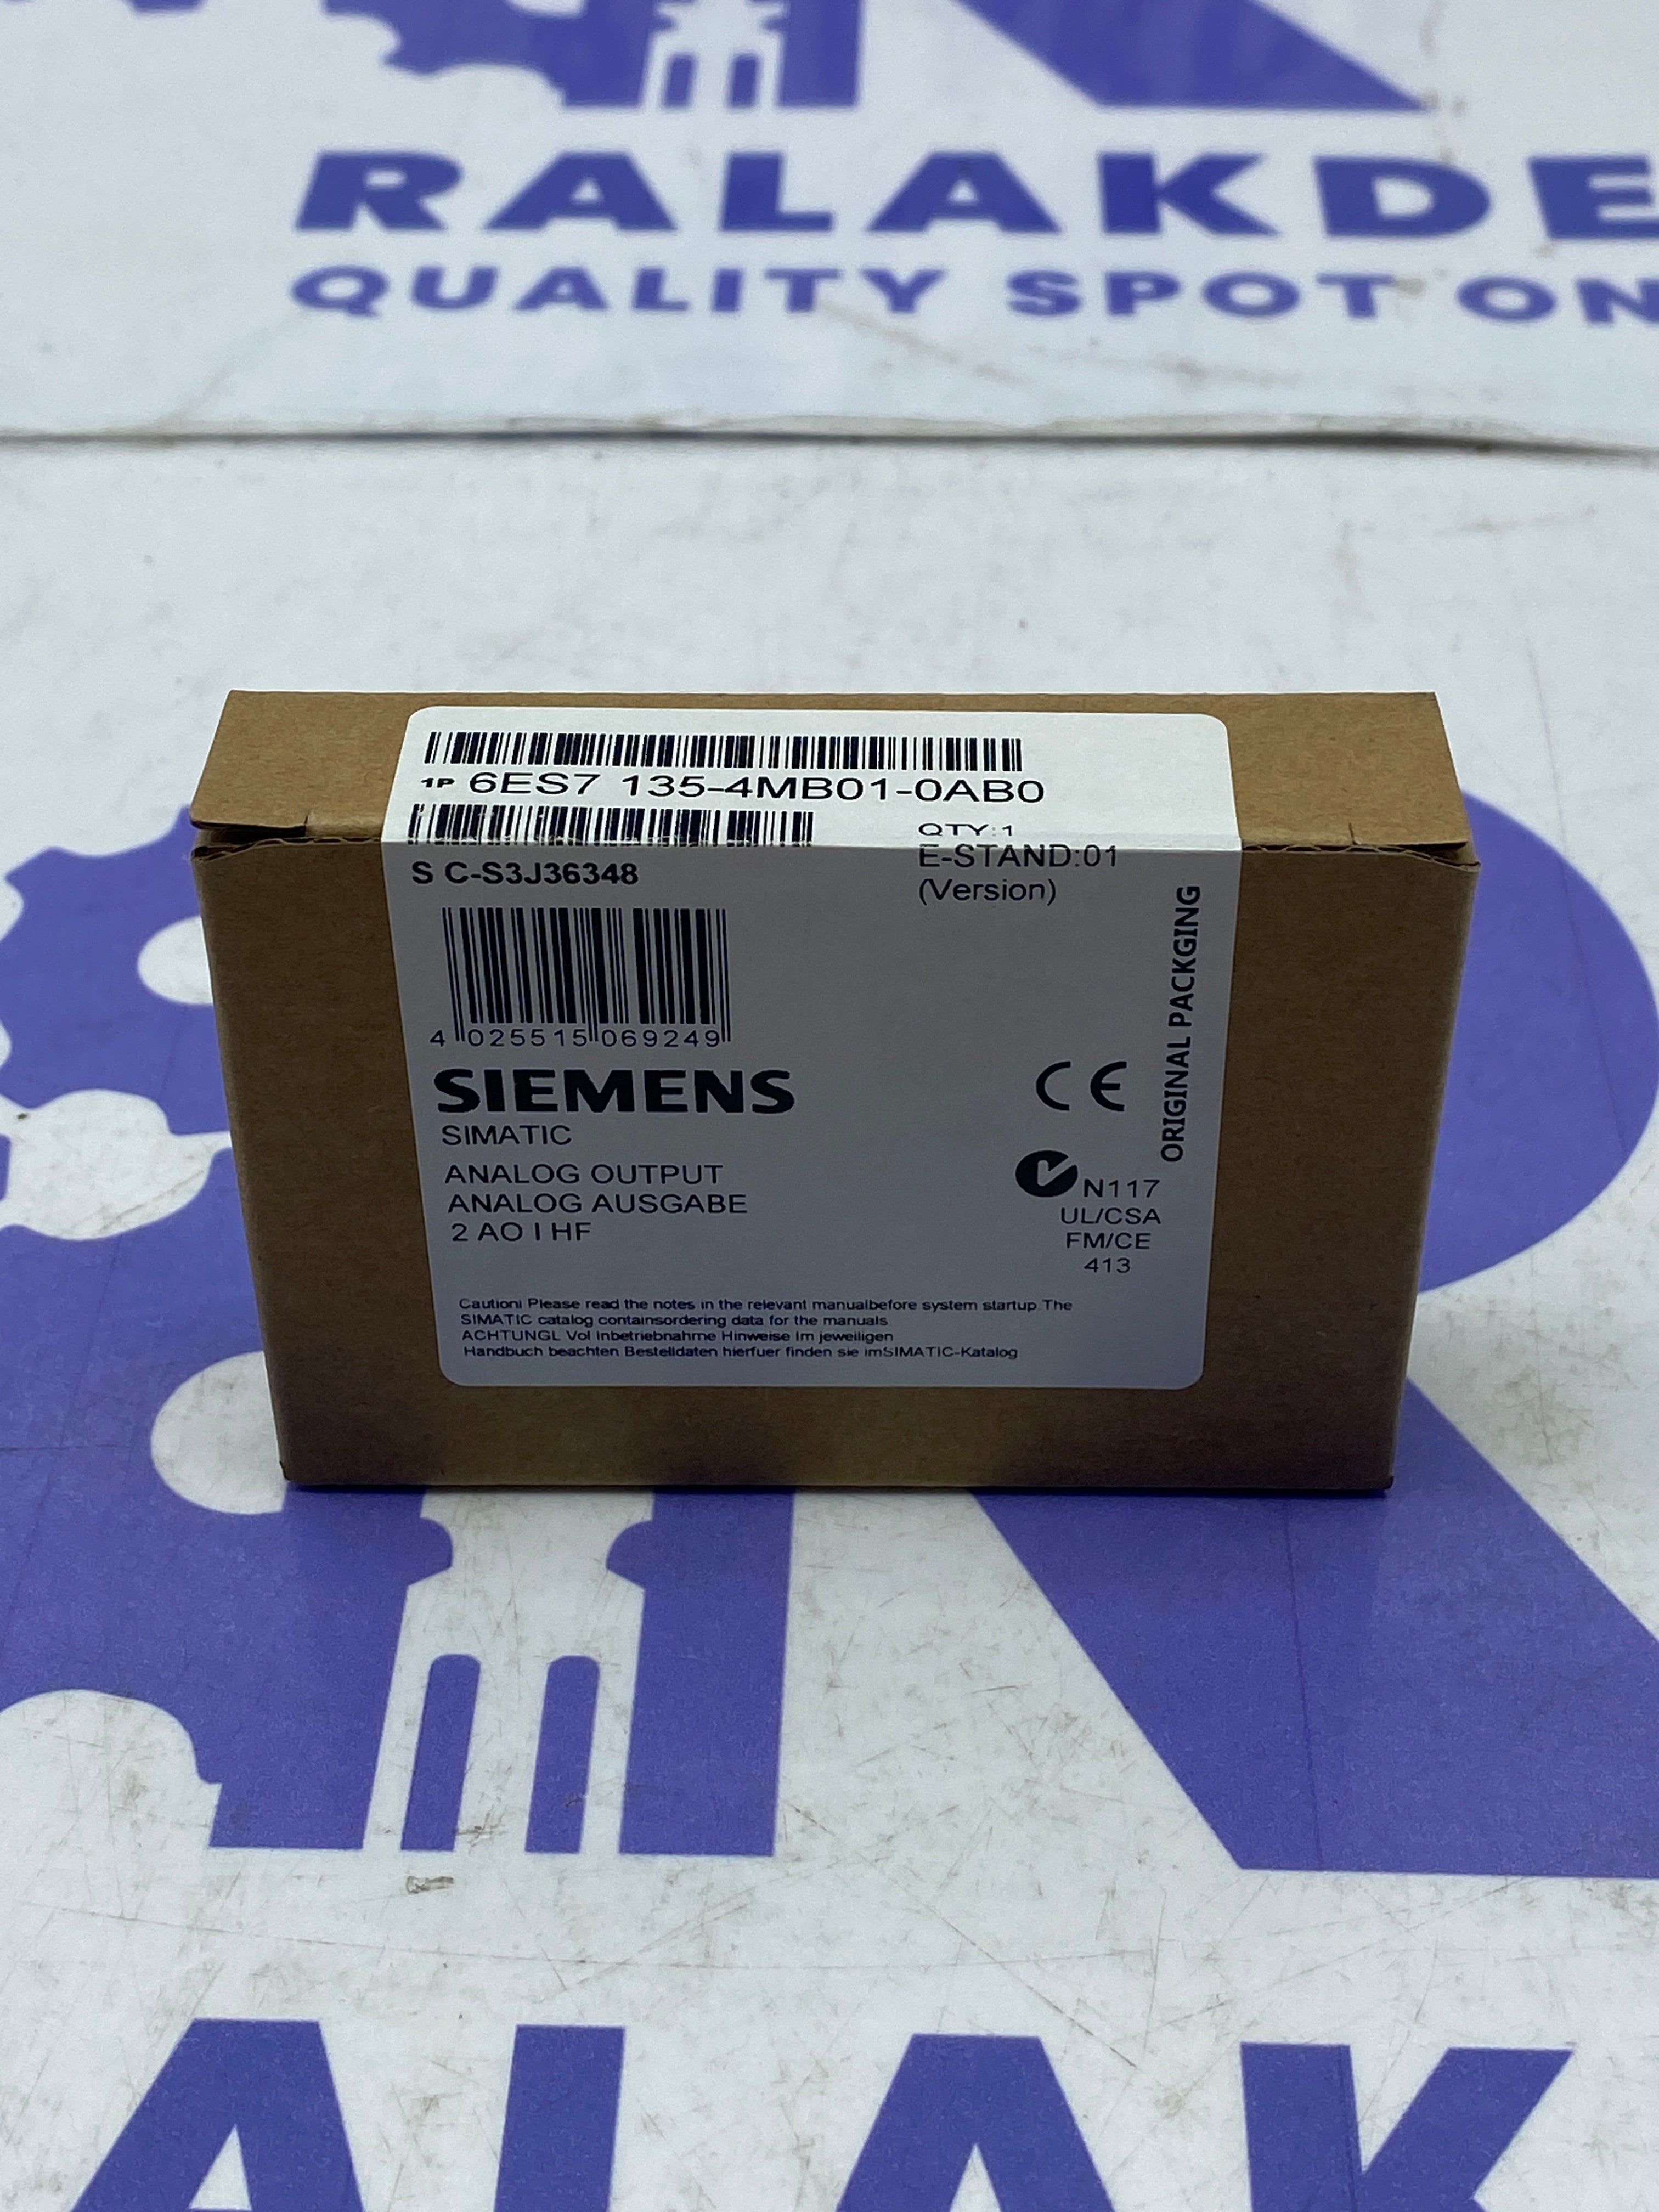 RALAKDE
QUALITY SPOT ON
1P 6ES7 135-4MB01-0AB0
QTY:1
S C-S3J36348
E-STAND:01
(Version)
4 025515 069249
ORIGINAL PACKGING
SIEMENS
CE
SIMATIC
ANALOG OUTPUT
ANALOG AUSGABE
2 AO I HF
N117
UL/CSA
FM/CE
413
Cautioni Please read the notes in the relevant manualbefore system startup.The
SIMATIC catalog containsordering data for the manuals
ACHTUNGL Vol Inbetriebnahrne Hinweise Im jeweiligen
Handbuch beachten.Bestelldaten hierfuer finden sie imSIMATIC-Katalog
ALAK